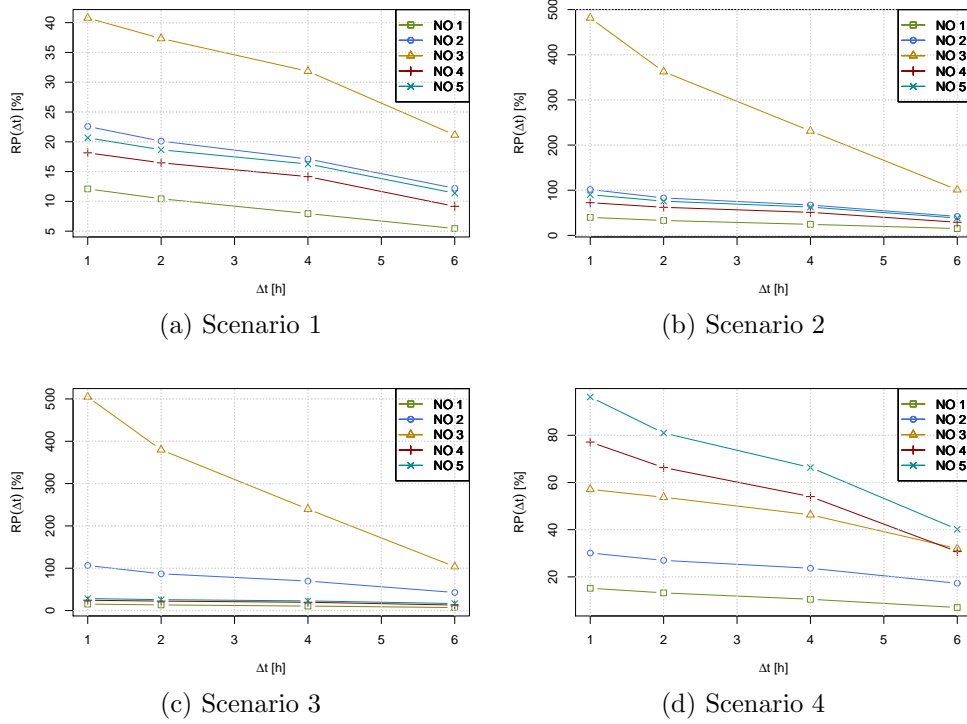 RP(Δt) [%]
40
35
30
25
20
15
10
5
1
2
3
4
5
6
Δt [h]
NO 1
NO 2
NO 3
NO 4
NO 5
(a) Scenario 1
RP(Δt) [%]
500
400
300
200
100
0
1
2
3
4
5
6
Δt [h]
NO 1
NO 2
NO 3
NO 4
NO 5
(b) Scenario 2
RP(Δt) [%]
500
400
300
200
100
0
1
2
3
4
5
6
Δt [h]
NO 1
NO 2
NO 3
NO 4
NO 5
(c) Scenario 3
RP(Δt) [%]
80
60
40
20
1
2
3
4
5
6
Δt [h]
NO 1
NO 2
NO 3
NO 4
NO 5
(d) Scenario 4